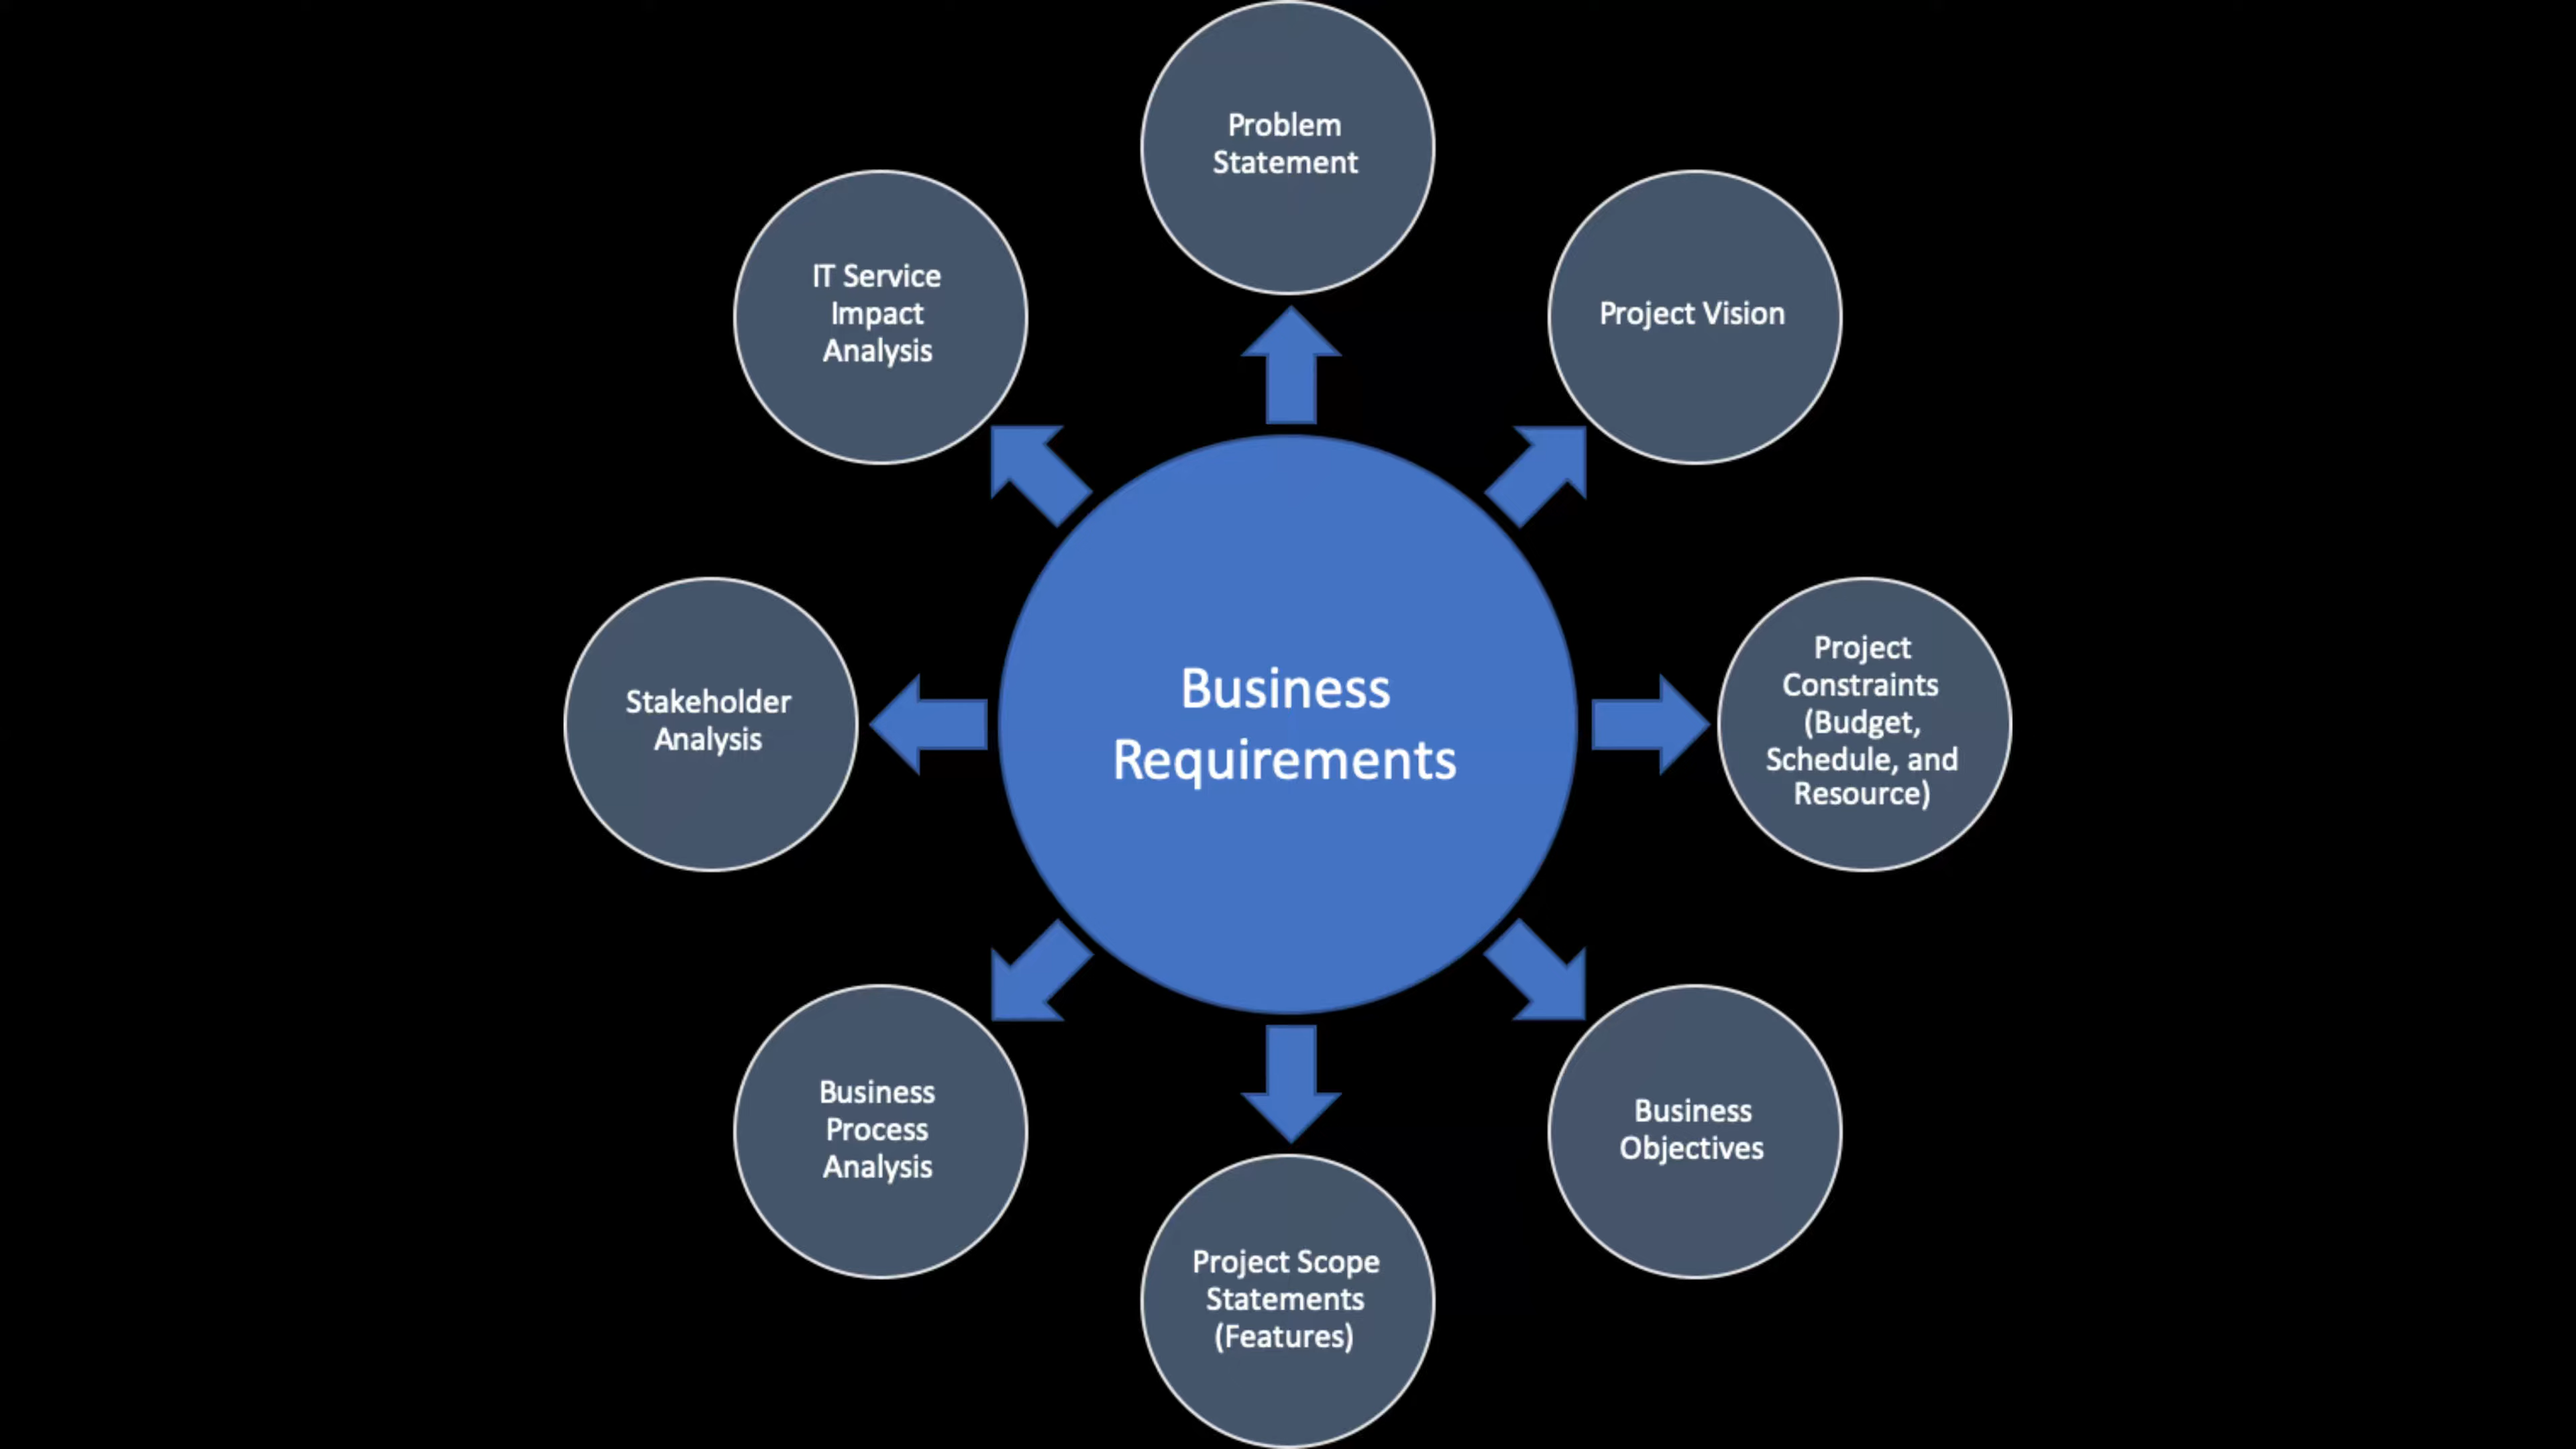 Problem
Statement
Project Vision
Project
Constraints
(Budget,
Schedule, and
Resource)
Business
Objectives
Project Scope
Statements
(Features)
Business
Process
Analysis
Stakeholder
Analysis
IT Service
Impact
Analysis
Business
Requirements